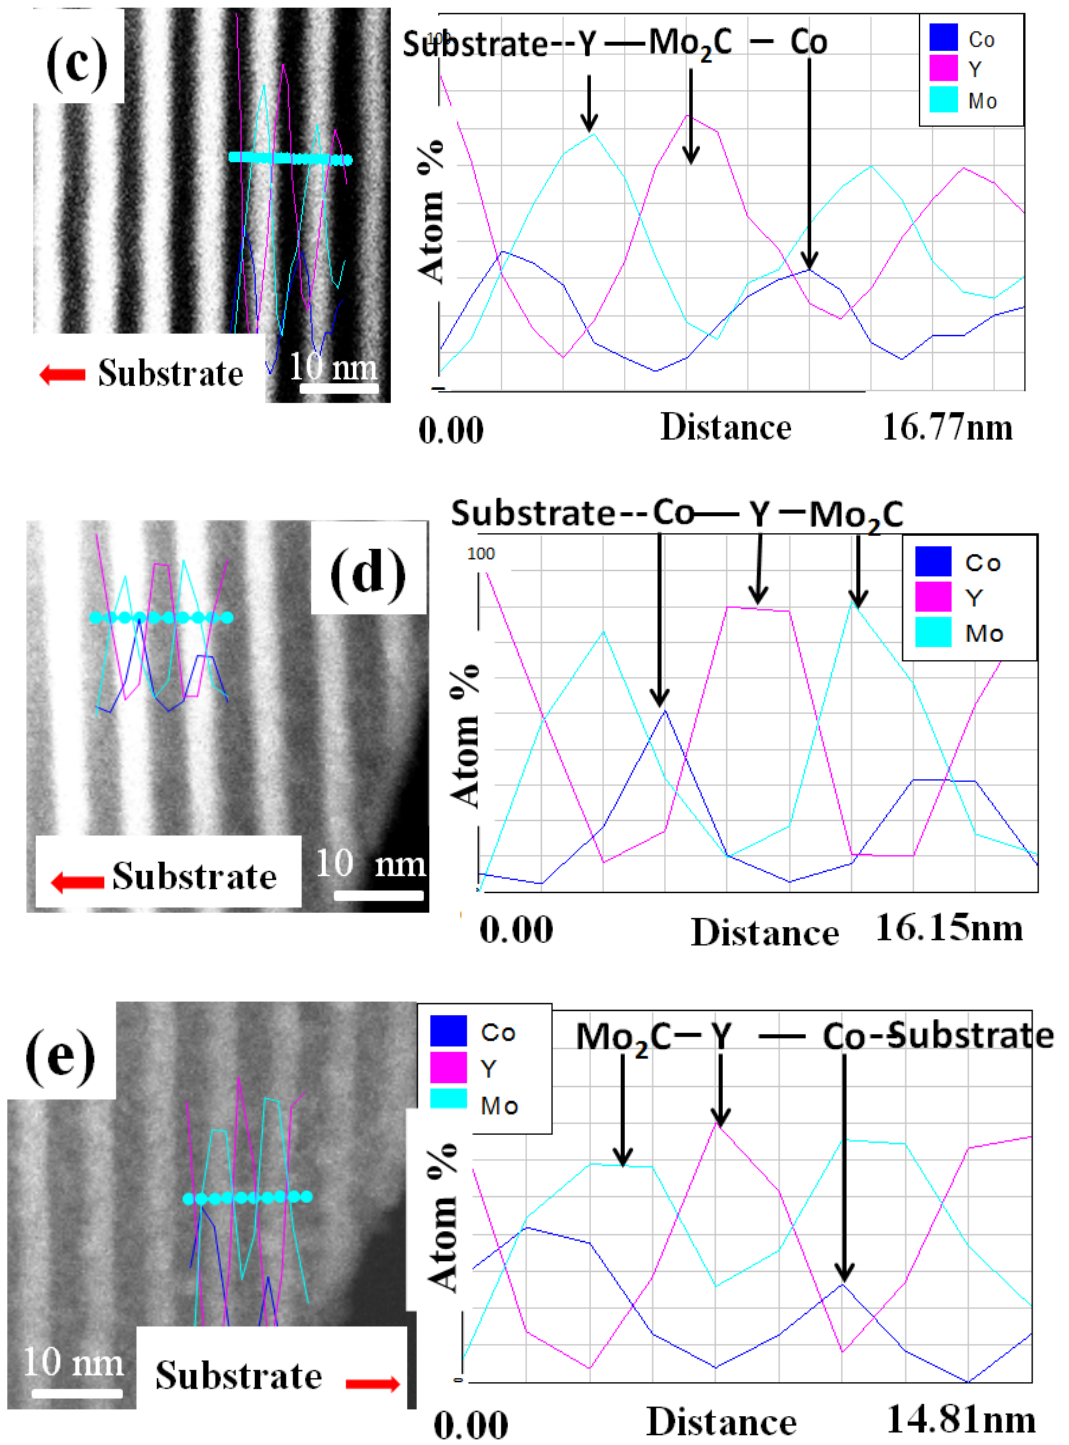 (c)
Substrate
10 nm
Substrate--Y — Mo₂C – Co
100
Co
Y
Mo
Atom %
0.00 Distance 16.77nm
(d)
Substrate
10 nm
Substrate--Co— Y –Mo₂C
100
Co
Y
Mo
Atom %
0.00 Distance 16.15nm
(e)
10 nm
Substrate
Co
Y
Mo
Mo₂C– Y — Co--Substrate
Atom %
0
0.00 Distance 14.81nm